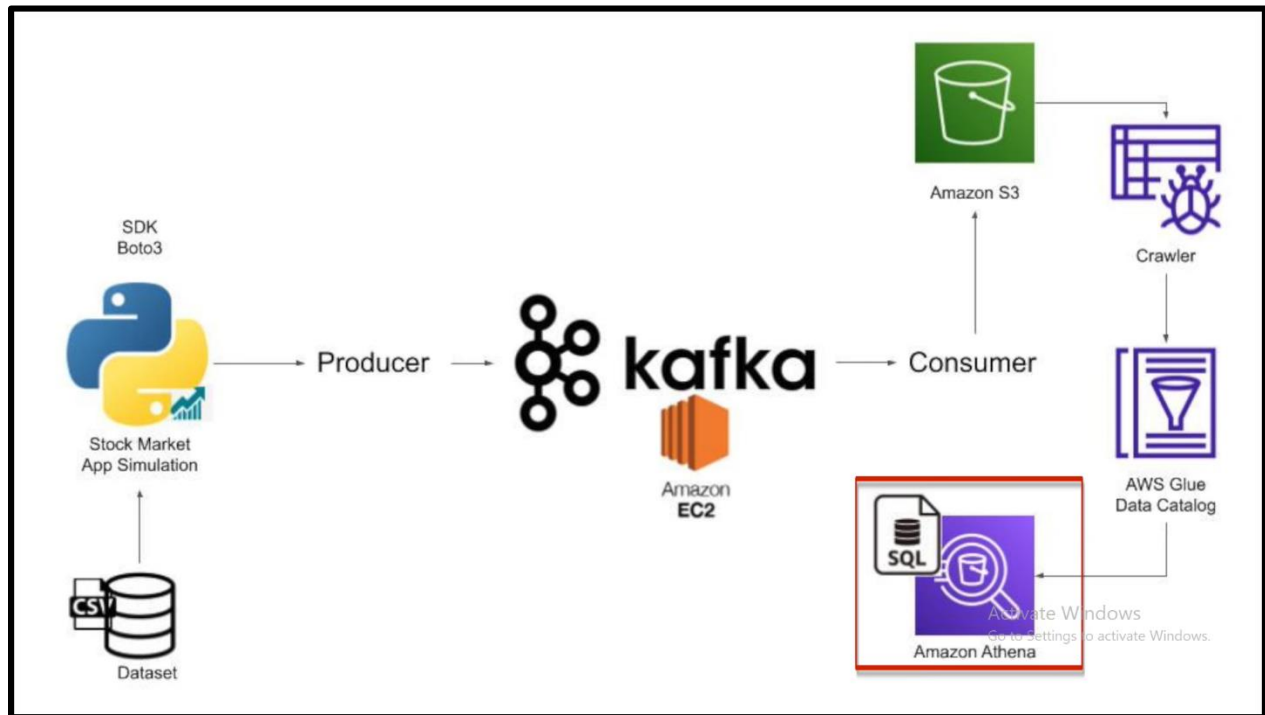 SDK
Boto3
Stock Market
App Simulation
CSV
Dataset
Producer
kafka
Amazon
EC2
Consumer
Amazon S3
Crawler
AWS Glue
Data Catalog
SQL
Amazon Athena
Activate Windows
Go to Settings to activate Windows.